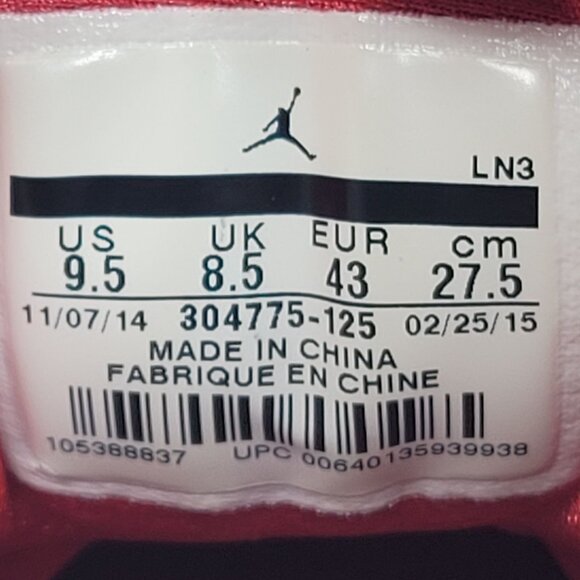 LN3
US UK EUR cm
9.5 8.5 43 27.5
11/07/14 304775-125 02/25/15
MADE IN CHINA
FABRIQUE EN CHINE
105388837 UPC 00640135939938